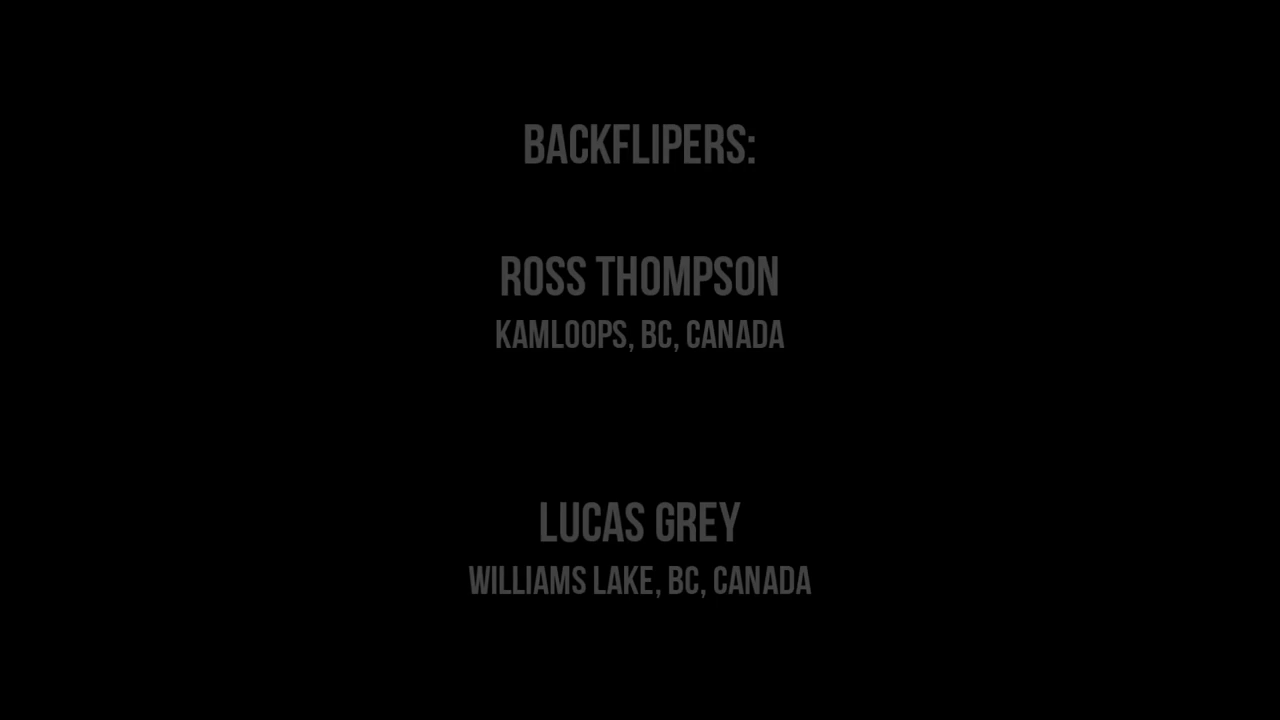 BACKFLIPERS:
ROSS THOMPSON
KAMLOOPS, BC, CANADA
LUCAS GREY
WILLIAMS LAKE, BC, CANADA